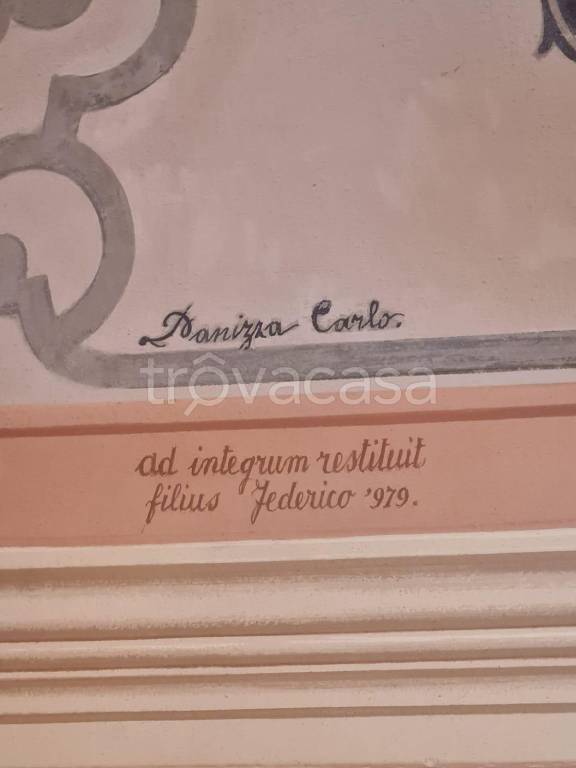 Danizza Carlo.
trovacasa
ad integrum restituit
filius Federico '979.